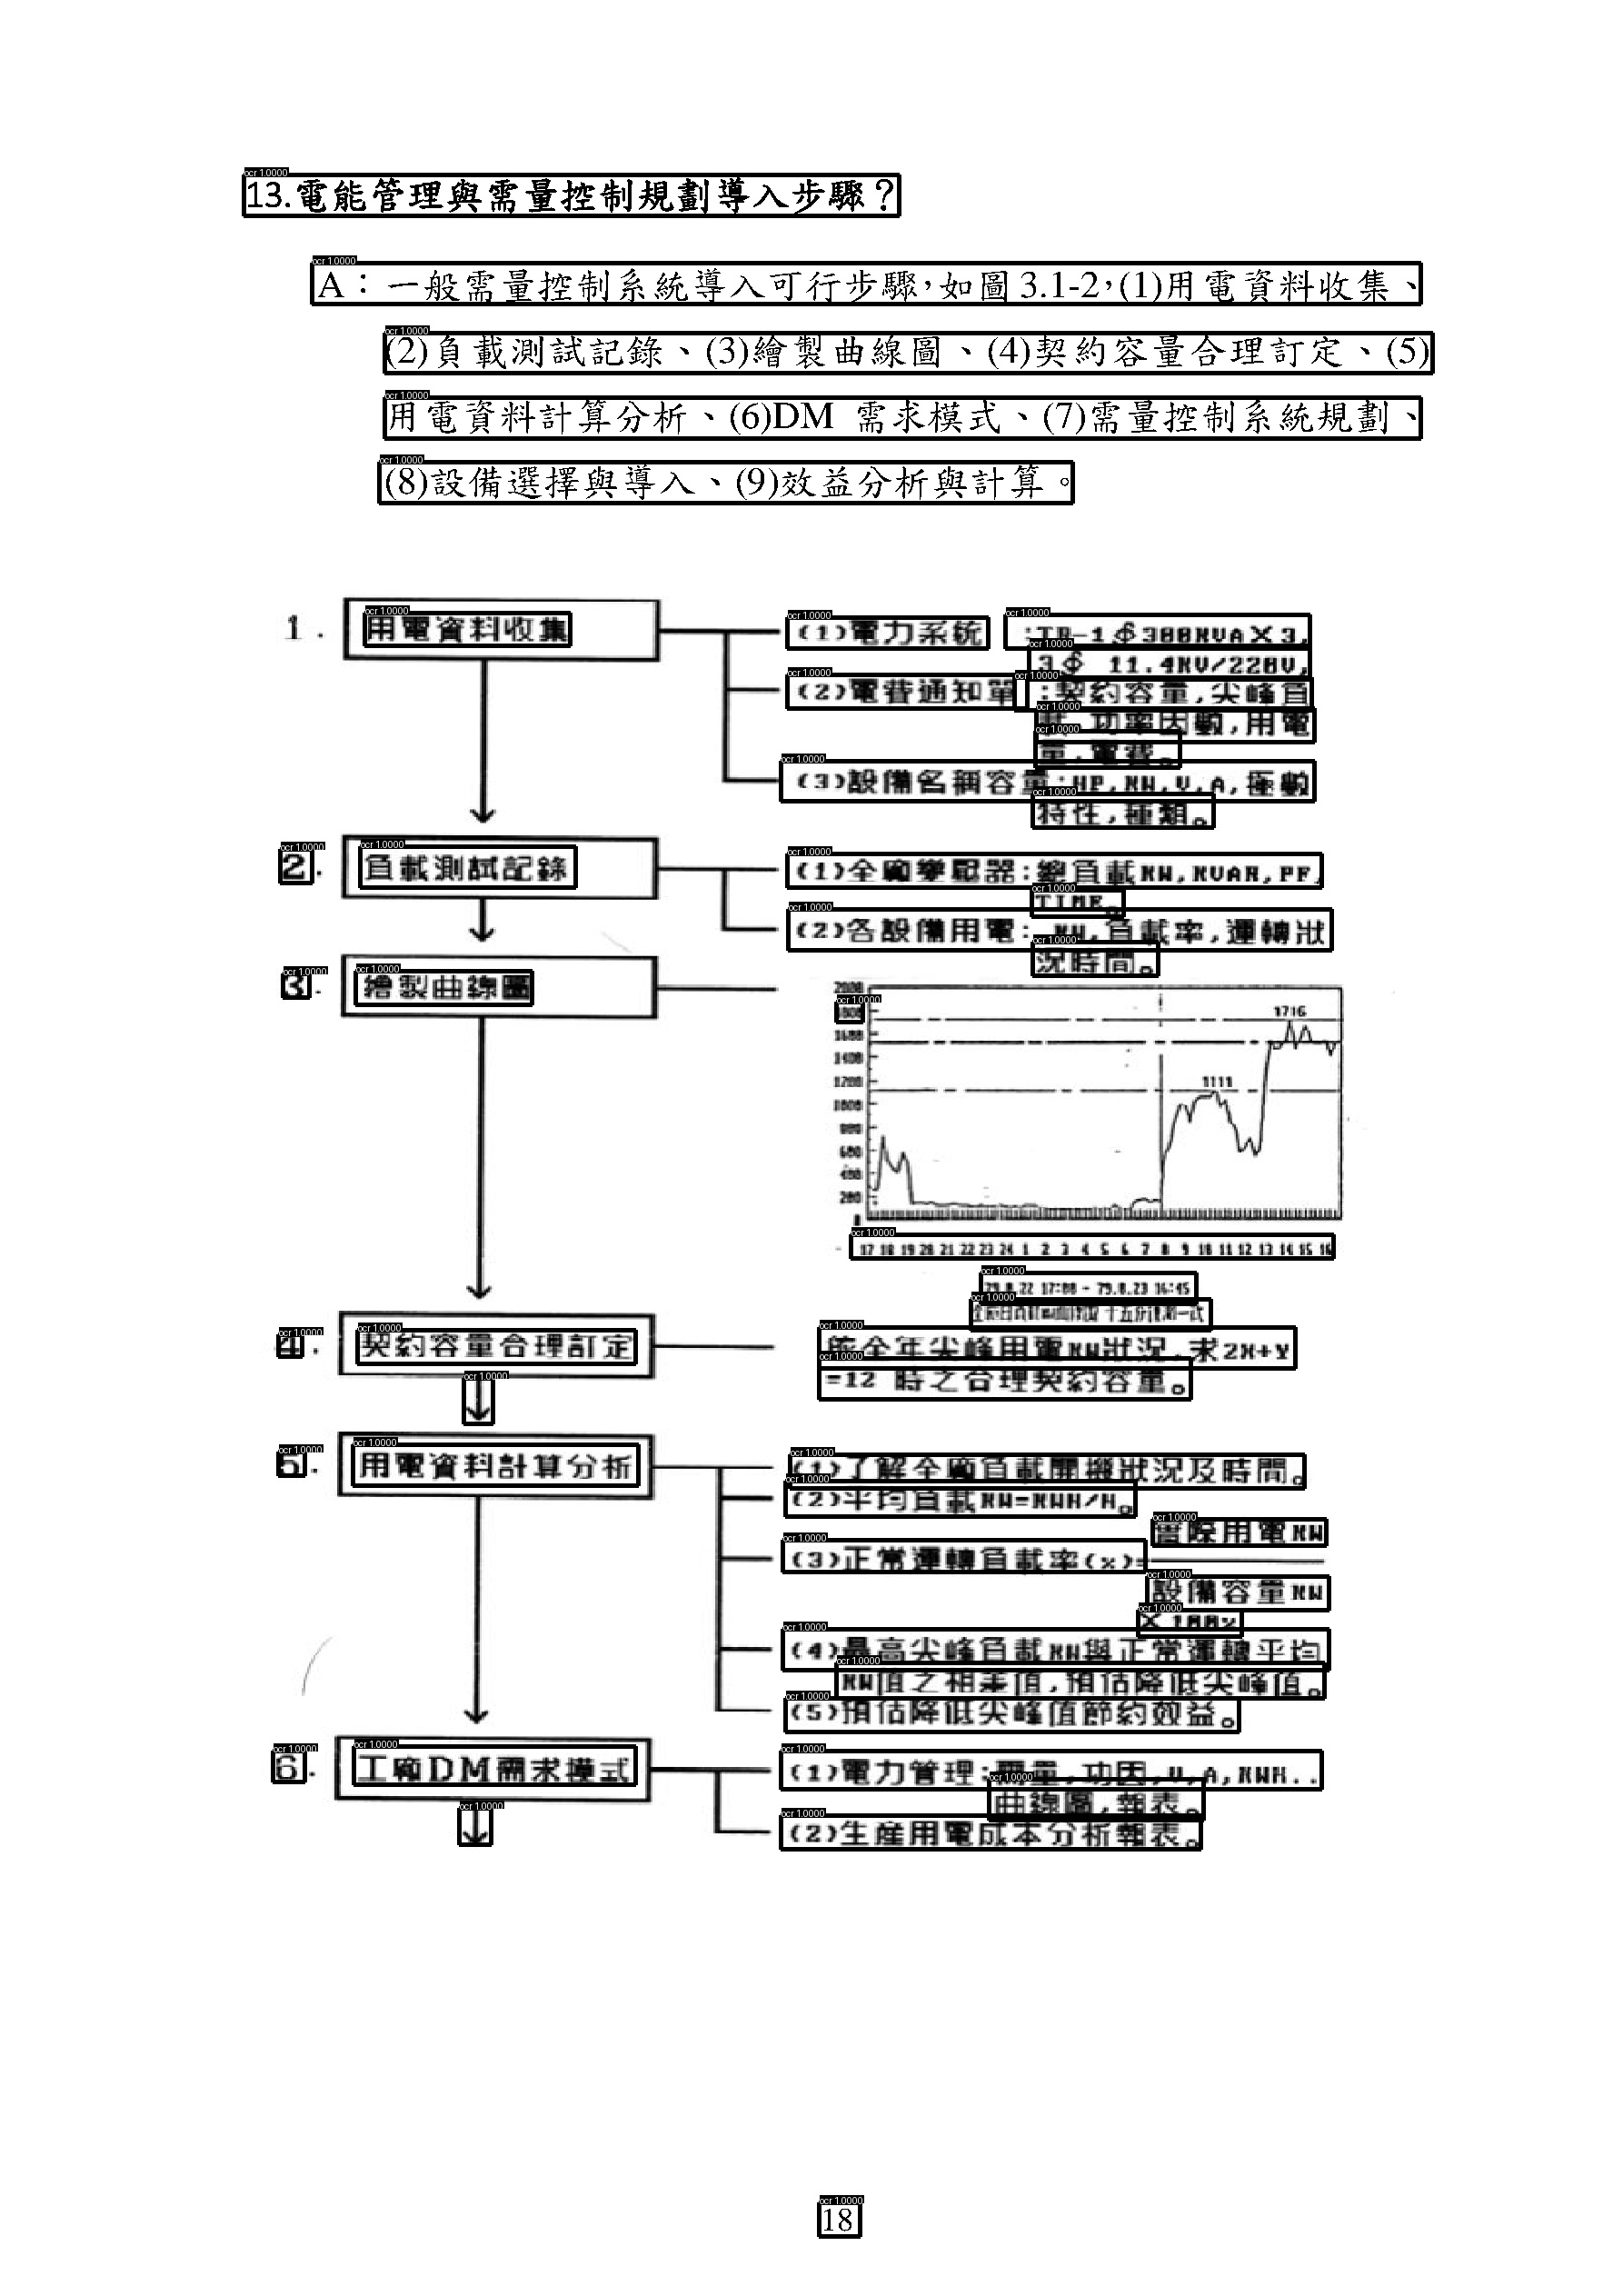 13.電能管理與需量控制規劃導入步驟？
A：一般需量控制系統導入可行步驟，如圖3.1-2，(1)用電資料收集、
(2)負載測試記錄、(3)繪製曲線圖、(4)契約容量合理訂定、(5)
用電資料計算分析、(6)DM 需求模式、(7)需量控制系統規劃、
(8)設備選擇與導入、(9)效益分析與計算。
1. 用電資料收集
(1)電力系統
3∮ 11.4KV/220V,
(2)電費通知單:契約容量,尖峰負
載,功率因數,用電
量,電費。
(3)設備名稱容量:HP,KW,V,A,極數
特性,種類。
2. 負載測試記錄
(1)全廠變壓器:總負載KW,KVAR,PF,
TIME。
(2)各設備用電: KW,負載率,運轉狀
況時間。
3. 繪製曲線圖
2000
1800
1600
1400
1200
1000
800
600
400
200
0
1716
1111
17 18 19 20 21 22 23 24 1 2 3 4 5 6 7 8 9 10 11 12 13 14 15 16
79.8.22 17:00 - 79.8.23 16:45
4. 契約容量合理訂定
全年尖峰用電KW狀況,求2X+Y
=12 時之合理契約容量。
5. 用電資料計算分析
(1)了解全廠負載開機狀況及時間。
(2)平均負載KW=KWH/H。
(3)正常運轉負載率(%)=
實際用電KW
設備容量KW
×100%
(4)最高尖峰負載KW與正常運轉平均
KW值之相差值,預估降低尖峰值。
(5)預估降低尖峰值節約效益。
6. 工廠DM需求模式
(1)電力管理:需量,功因,V,A,KWH..
曲線圖,報表。
(2)生產用電成本分析報表。
18